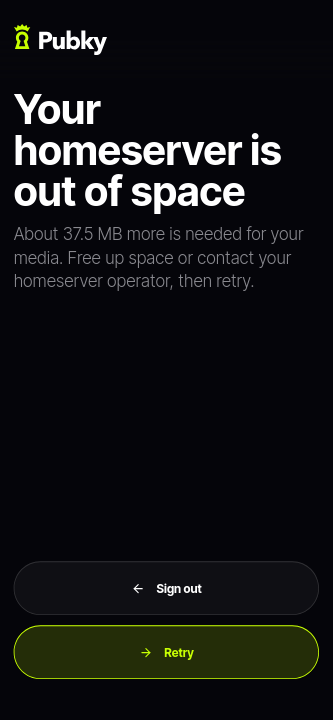 Pubky
Your
homeserver is
out of space
About 37.5 MB more is needed for your
media. Free up space or contact your
homeserver operator, then retry.
Sign out
Retry